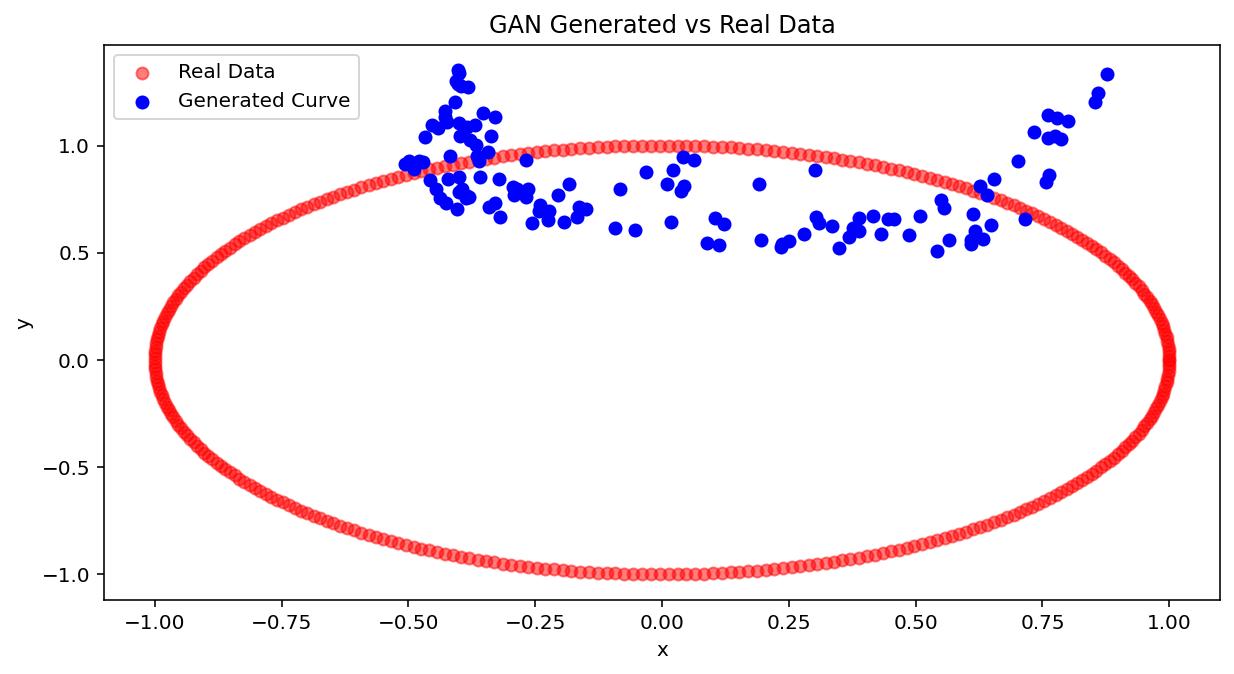 GAN Generated vs Real Data
Real Data
Generated Curve
1.0
0.5
0.0
−0.5
−1.0
y
−1.00 −0.75 −0.50 −0.25 0.00 0.25 0.50 0.75 1.00
x